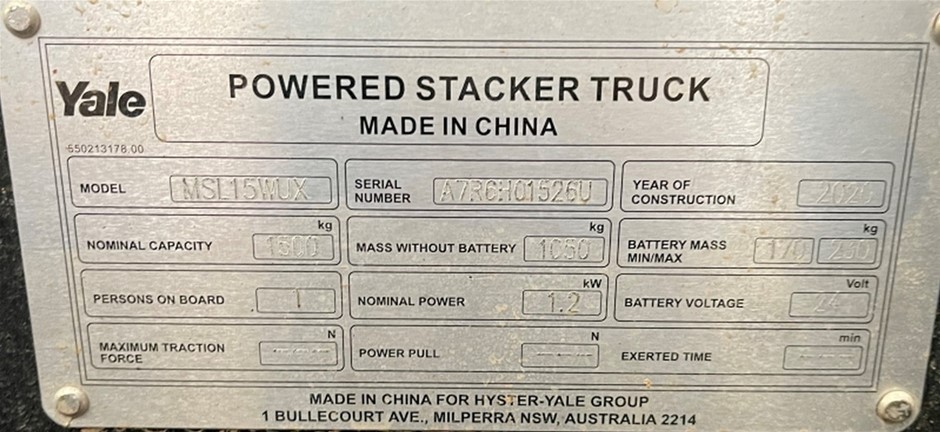 Yale
POWERED STACKER TRUCK
MADE IN CHINA
550213178.00
MODEL MSL15WUX
SERIAL NUMBER A7R6H01526U
YEAR OF CONSTRUCTION 2020
NOMINAL CAPACITY 1500 kg
MASS WITHOUT BATTERY 1050 kg
BATTERY MASS MIN/MAX 170 kg
PERSONS ON BOARD 1
NOMINAL POWER 1.2 kW
BATTERY VOLTAGE 24 Volt
MAXIMUM TRACTION FORCE ---- N
POWER PULL ---- N
EXERTED TIME ---- min
MADE IN CHINA FOR HYSTER-YALE GROUP
1 BULLECOURT AVE., MILPERRA NSW, AUSTRALIA 2214